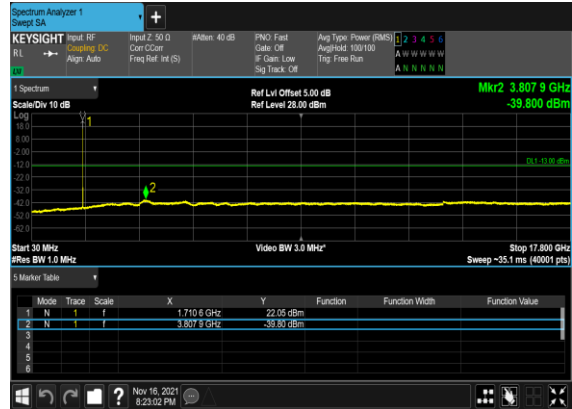 Spectrum Analyzer 1
Swept SA
+
KEYSIGHT Input: RF Input Z: 50 Ω #Atten: 40 dB PNO: Fast Avg Type: Power (RMS) 1 2 3 4 5 6
RL Coupling: DC Corr CCorr Gate: Off Avg|Hold: 100/100 A W W W W W
Align: Auto Freq Ref: Int (S) IF Gain: Low Trig: Free Run
Sig Track: Off A N N N N N
1 Spectrum Ref Lvl Offset 5.00 dB Mkr2 3.807 9 GHz
Scale/Div 10 dB Ref Level 28.00 dBm -39.800 dBm
Log
18.0
8.00
-2.00
-12.0
-22.0
-32.0
-42.0
-52.0
-62.0
1
DL1 -13.00 dBm
2
Start 30 MHz Video BW 3.0 MHz* Stop 17.800 GHz
#Res BW 1.0 MHz Sweep ~35.1 ms (40001 pts)
5 Marker Table
Mode Trace Scale X Y Function Function Width Function Value
1 N 1 f 1.710 6 GHz 22.05 dBm
2 N 1 f 3.807 9 GHz -39.80 dBm
3
4
5
6
? Nov 16, 2021
8:23:02 PM